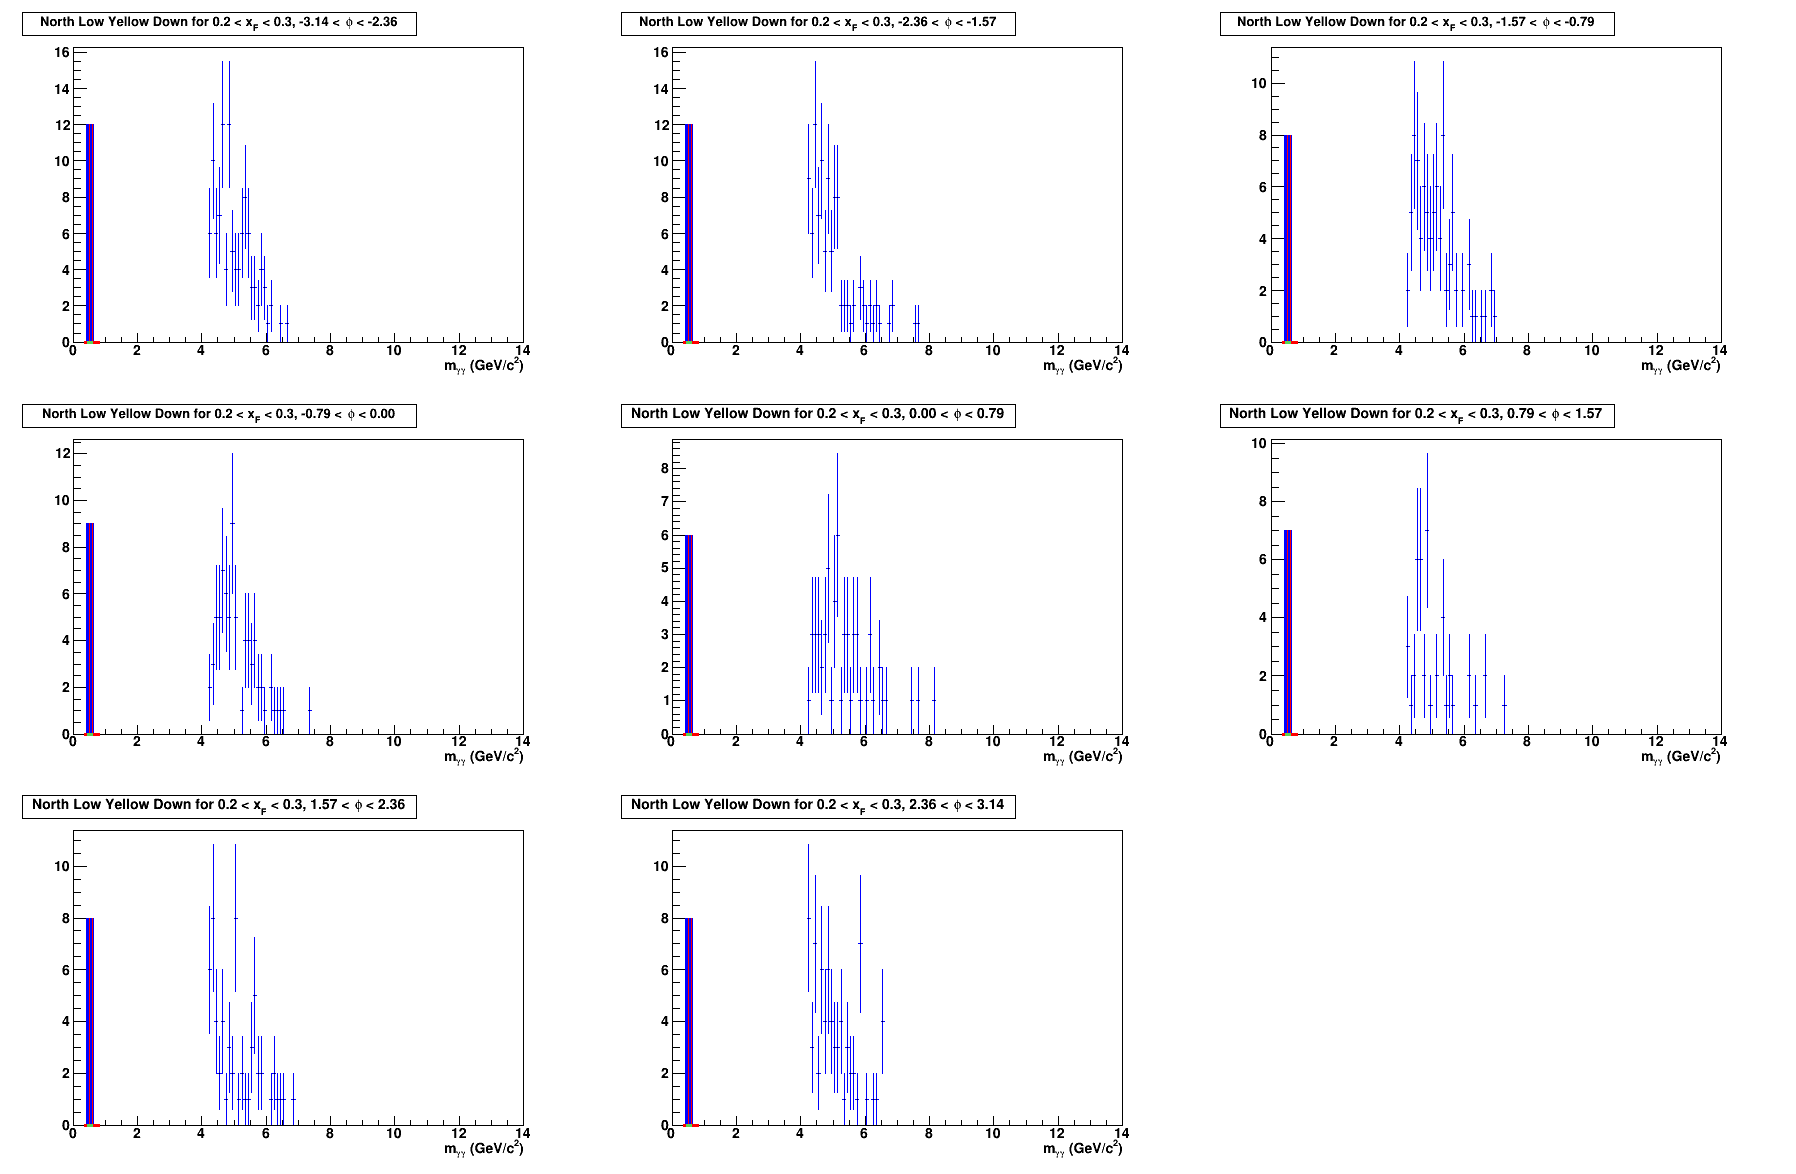 North Low Yellow Down for 0.2 < x_F < 0.3, -3.14 < ϕ < -2.36
16
14
12
10
8
6
4
2
0
0 2 4 6 8 10 12 14
m_γγ (GeV/c²)
North Low Yellow Down for 0.2 < x_F < 0.3, -2.36 < ϕ < -1.57
16
14
12
10
8
6
4
2
0
0 2 4 6 8 10 12 14
m_γγ (GeV/c²)
North Low Yellow Down for 0.2 < x_F < 0.3, -1.57 < ϕ < -0.79
10
8
6
4
2
0
0 2 4 6 8 10 12 14
m_γγ (GeV/c²)
North Low Yellow Down for 0.2 < x_F < 0.3, -0.79 < ϕ < 0.00
12
10
8
6
4
2
0
0 2 4 6 8 10 12 14
m_γγ (GeV/c²)
North Low Yellow Down for 0.2 < x_F < 0.3, 0.00 < ϕ < 0.79
8
7
6
5
4
3
2
1
0
0 2 4 6 8 10 12 14
m_γγ (GeV/c²)
North Low Yellow Down for 0.2 < x_F < 0.3, 0.79 < ϕ < 1.57
10
8
6
4
2
0
0 2 4 6 8 10 12 14
m_γγ (GeV/c²)
North Low Yellow Down for 0.2 < x_F < 0.3, 1.57 < ϕ < 2.36
10
8
6
4
2
0
0 2 4 6 8 10 12 14
m_γγ (GeV/c²)
North Low Yellow Down for 0.2 < x_F < 0.3, 2.36 < ϕ < 3.14
10
8
6
4
2
0
0 2 4 6 8 10 12 14
m_γγ (GeV/c²)